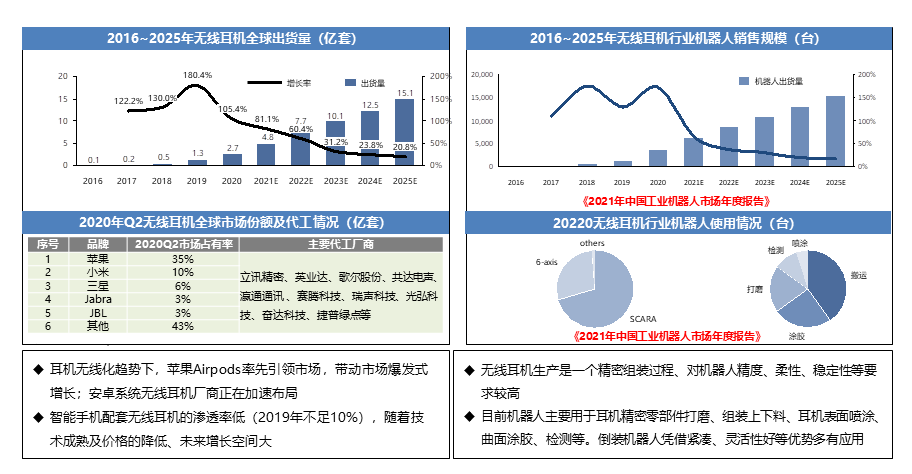 2016~2025年无线耳机全球出货量（亿套）
20
15
10
5
0
增长率
出货量
200%
150%
100%
50%
0%
122.2%
130.0%
180.4%
105.4%
81.1%
60.4%
31.2%
23.8%
20.8%
0.1
0.2
0.5
1.3
2.7
4.8
7.7
10.1
12.5
15.1
2016 2017 2018 2019 2020 2021E 2022E 2023E 2024E 2025E
2016~2025年无线耳机行业机器人销售规模（台）
20,000
15,000
10,000
5,000
0
机器人出货量
200%
150%
100%
50%
0%
2016 2017 2018 2019 2020 2021E 2022E 2023E 2024E 2025E
《2021年中国工业机器人市场年度报告》
2020年Q2无线耳机全球市场份额及代工情况（亿套）
序号 品牌 2020Q2市场占有率 主要代工厂商
1 苹果 35%
2 小米 10%
3 三星 6%
4 Jabra 3%
5 JBL 3%
6 其他 43%
立讯精密、英业达、歌尔股份、共达电声、
瀛通通讯、赛腾科技、瑞声科技、光弘科
技、奋达科技、捷普绿点等
20220无线耳机行业机器人使用情况（台）
others
6-axis
SCARA
喷涂
检测
打磨
搬运
涂胶
《2021年中国工业机器人市场年度报告》
◆ 耳机无线化趋势下，苹果Airpods率先引领市场，带动市场爆发式
增长；安卓系统无线耳机厂商正在加速布局
◆ 智能手机配套无线耳机的渗透率低（2019年不足10%），随着技
术成熟及价格的降低、未来增长空间大
◆ 无线耳机生产是一个精密组装过程、对机器人精度、柔性、稳定性等要
求较高
◆ 目前机器人主要用于耳机精密零部件打磨、组装上下料、耳机表面喷涂、
曲面涂胶、检测等。倒装机器人凭借紧凑、灵活性好等优势多有应用